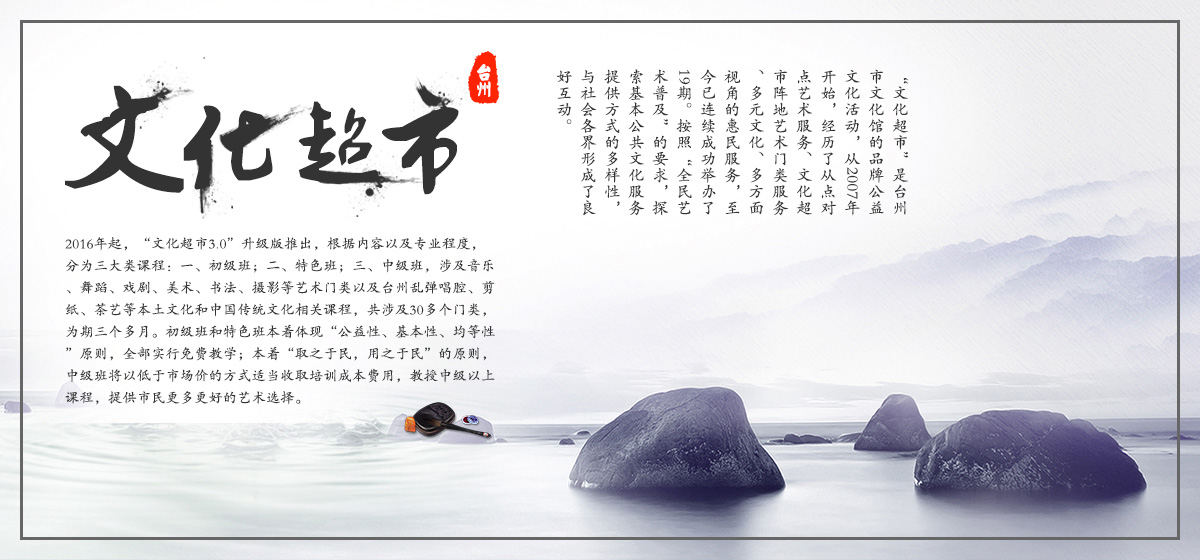 文化超市
台州
2016年起，“文化超市3.0”升级版推出，根据内容以及专业程度，
分为三大类课程：一、初级班；二、特色班；三、中级班，涉及音乐
、舞蹈、戏剧、美术、书法、摄影等艺术门类以及台州乱弹唱腔、剪
纸、茶艺等本土文化和中国传统文化相关课程，共涉及30多个门类，
为期三个多月。初级班和特色班本着体现“公益性、基本性、均等性
”原则，全部实行免费教学；本着“取之于民，用之于民”的原则，
中级班将以低于市场价的方式适当收取培训成本费用，教授中级以上
课程，提供市民更多更好的艺术选择。
“文化超市”是台州
市文化馆的品牌公益
文化活动，从2007年
开始，经历了从点对
点艺术服务、文化超
市阵地艺术门类服务
、多元文化、多方面
视角的惠民服务，至
今已连续成功举办了
19期。按照“全民艺
术普及”的要求，探
索基本公共文化服务
提供方式的多样性，
与社会各界形成了良
好互动。